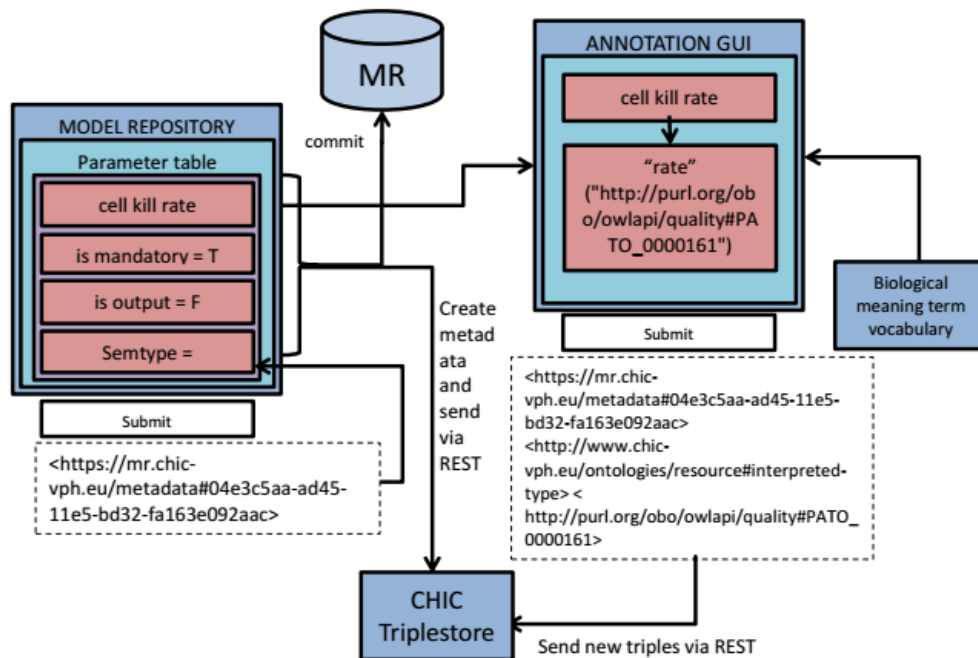 MR
commit
MODEL REPOSITORY
Parameter table
cell kill rate
is mandatory = T
is output = F
Semtype =
Submit
<https://mr.chic-
vph.eu/metadata#04e3c5aa-ad45-
11e5-bd32-fa163e092aac>
Create
metad
ata
and
send
via
REST
ANNOTATION GUI
cell kill rate
“rate”
("http://purl.org/ob
o/owlapi/quality#PA
TO_0000161")
Submit
Biological
meaning term
vocabulary
<https://mr.chic-
vph.eu/metadata#04e3c5aa-ad45-11e5-
bd32-fa163e092aac>
<http://www.chic-
vph.eu/ontologies/resource#interpreted-
type> <
http://purl.org/obo/owlapi/quality#PATO_
0000161>
CHIC
Triplestore
Send new triples via REST